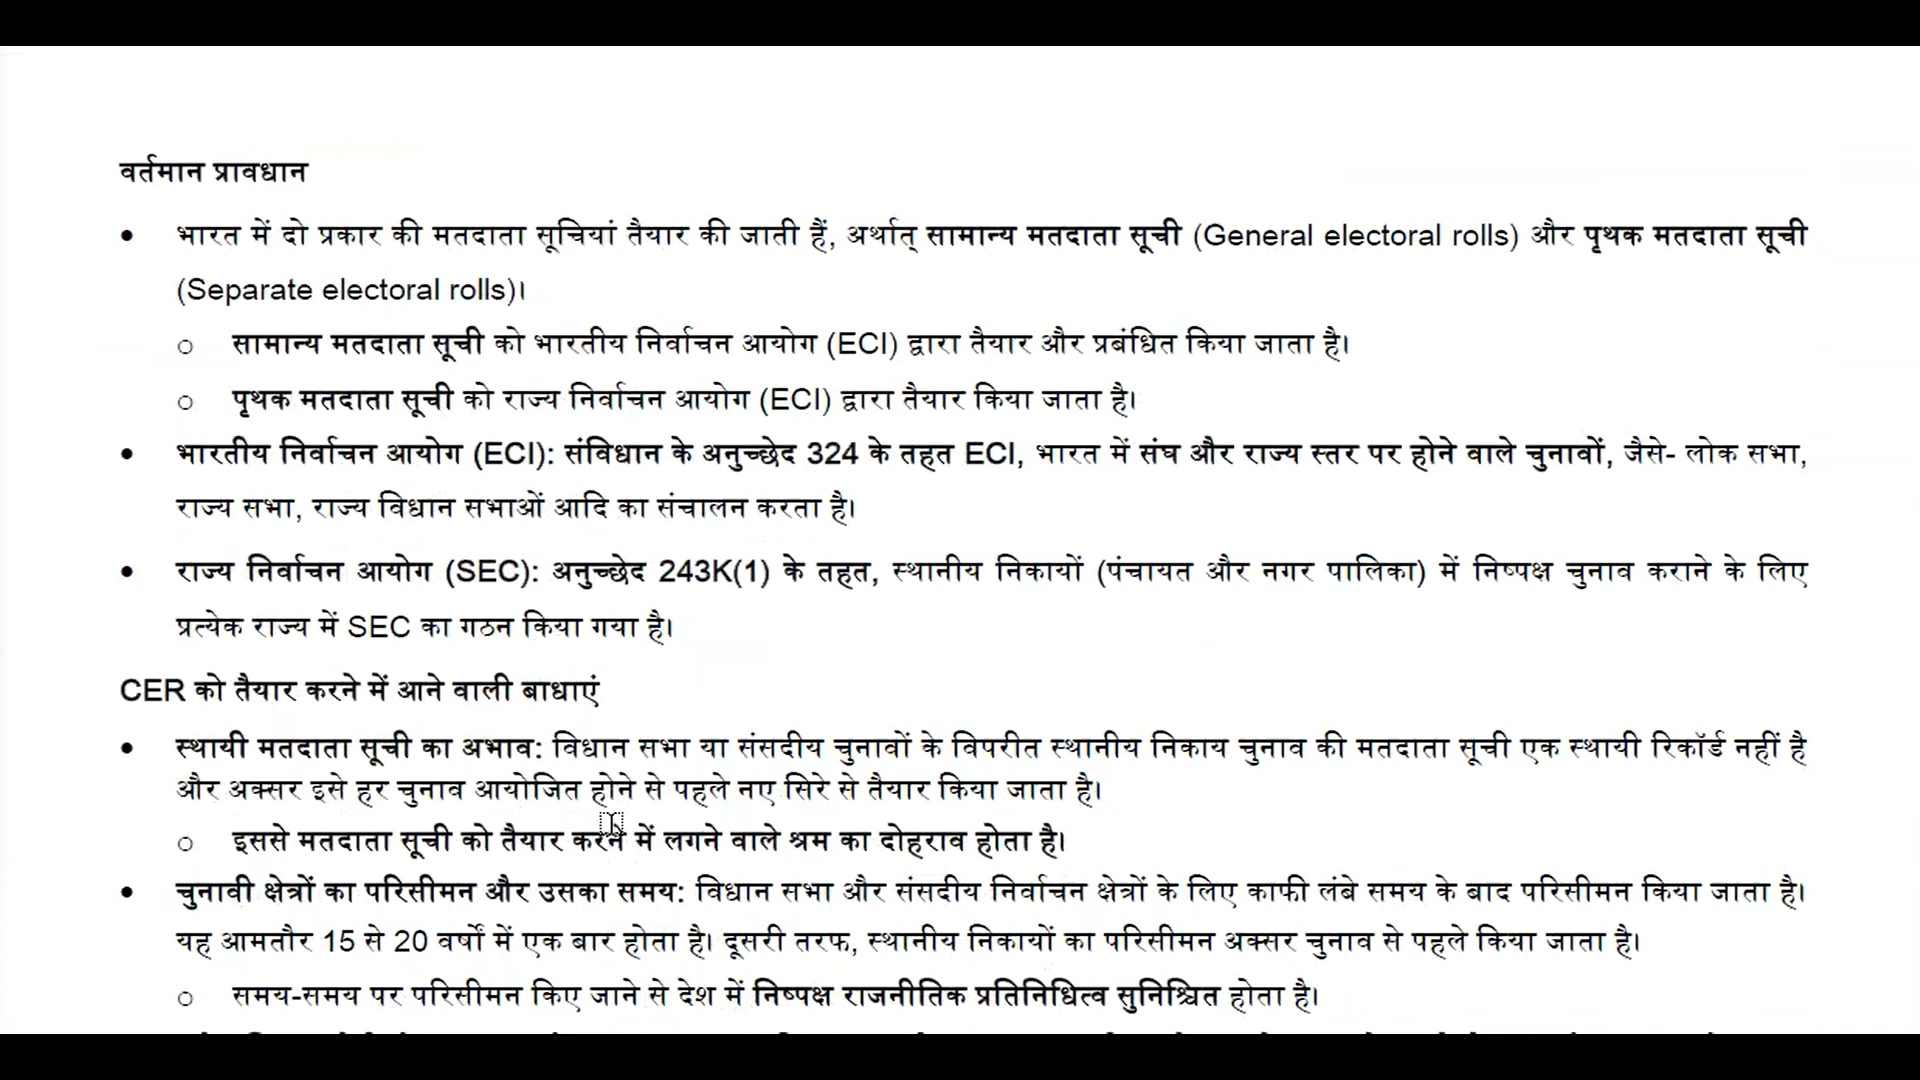 वर्तमान प्रावधान
• भारत में दो प्रकार की मतदाता सूचियां तैयार की जाती हैं, अर्थात् सामान्य मतदाता सूची (General electoral rolls) और पृथक मतदाता सूची
(Separate electoral rolls)।
o सामान्य मतदाता सूची को भारतीय निर्वाचन आयोग (ECI) द्वारा तैयार और प्रबंधित किया जाता है।
o पृथक मतदाता सूची को राज्य निर्वाचन आयोग (ECI) द्वारा तैयार किया जाता है।
• भारतीय निर्वाचन आयोग (ECI): संविधान के अनुच्छेद 324 के तहत ECI, भारत में संघ और राज्य स्तर पर होने वाले चुनावों, जैसे- लोक सभा,
राज्य सभा, राज्य विधान सभाओं आदि का संचालन करता है।
• राज्य निर्वाचन आयोग (SEC): अनुच्छेद 243K(1) के तहत, स्थानीय निकायों (पंचायत और नगर पालिका) में निष्पक्ष चुनाव कराने के लिए
प्रत्येक राज्य में SEC का गठन किया गया है।
CER को तैयार करने में आने वाली बाधाएं
• स्थायी मतदाता सूची का अभाव: विधान सभा या संसदीय चुनावों के विपरीत स्थानीय निकाय चुनाव की मतदाता सूची एक स्थायी रिकॉर्ड नहीं है
और अक्सर इसे हर चुनाव आयोजित होने से पहले नए सिरे से तैयार किया जाता है।
o इससे मतदाता सूची को तैयार करने में लगने वाले श्रम का दोहराव होता है।
• चुनावी क्षेत्रों का परिसीमन और उसका समय: विधान सभा और संसदीय निर्वाचन क्षेत्रों के लिए काफी लंबे समय के बाद परिसीमन किया जाता है।
यह आमतौर 15 से 20 वर्षों में एक बार होता है। दूसरी तरफ, स्थानीय निकायों का परिसीमन अक्सर चुनाव से पहले किया जाता है।
o समय-समय पर परिसीमन किए जाने से देश में निष्पक्ष राजनीतिक प्रतिनिधित्व सुनिश्चित होता है।